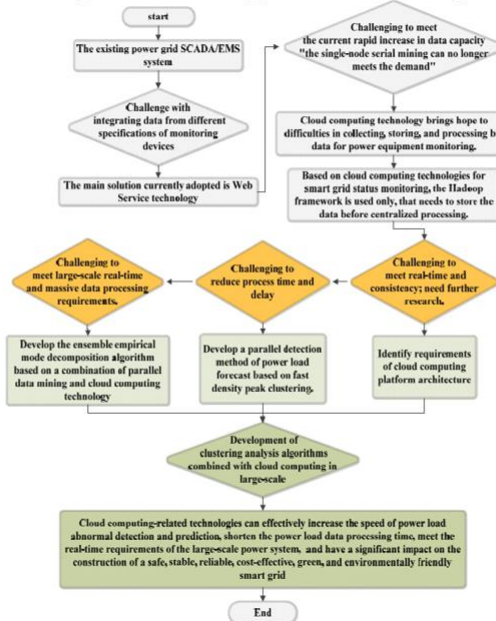 start
The existing power grid SCADA/EMS
system
Challenge with
integrating data from different
specifications of monitoring
devices
The main solution currently adopted is Web
Service technology
Challenging to meet
the current rapid increase in data capacity
"the single-node serial mining can no longer
meets the demand"
Cloud computing technology brings hope to
difficulties in collecting, storing, and processing b
data for power equipment monitoring.
Based on cloud computing technologies for
smart grid status monitoring, the Hadoop
framework is used only, that needs to store the
data before centralized processing.
Challenging to
meet real-time and
consistency; need further
research.
Challenging to
reduce process time and
delay
Challenging to
meet large-scale real-time
and massive data processing
requirements.
Develop the ensemble empirical
mode decomposition algorithm
based on a combination of parallel
data mining and cloud computing
technology
Develop a parallel detection
method of power load
forecast based on fast
density peak clustering.
Identify requirements
of cloud computing
platform architecture
Development of
clustering analysis algorithms
combined with cloud computing in
large-scale
Cloud computing-related technologies can effectively increase the speed of power load
abnormal detection and prediction, shorten the power load data processing time, meet the
real-time requirements of the large-scale power system, and have a significant impact on the
construction of a safe, stable, reliable, cost-effective, green, and environmentally friendly
smart grid
End